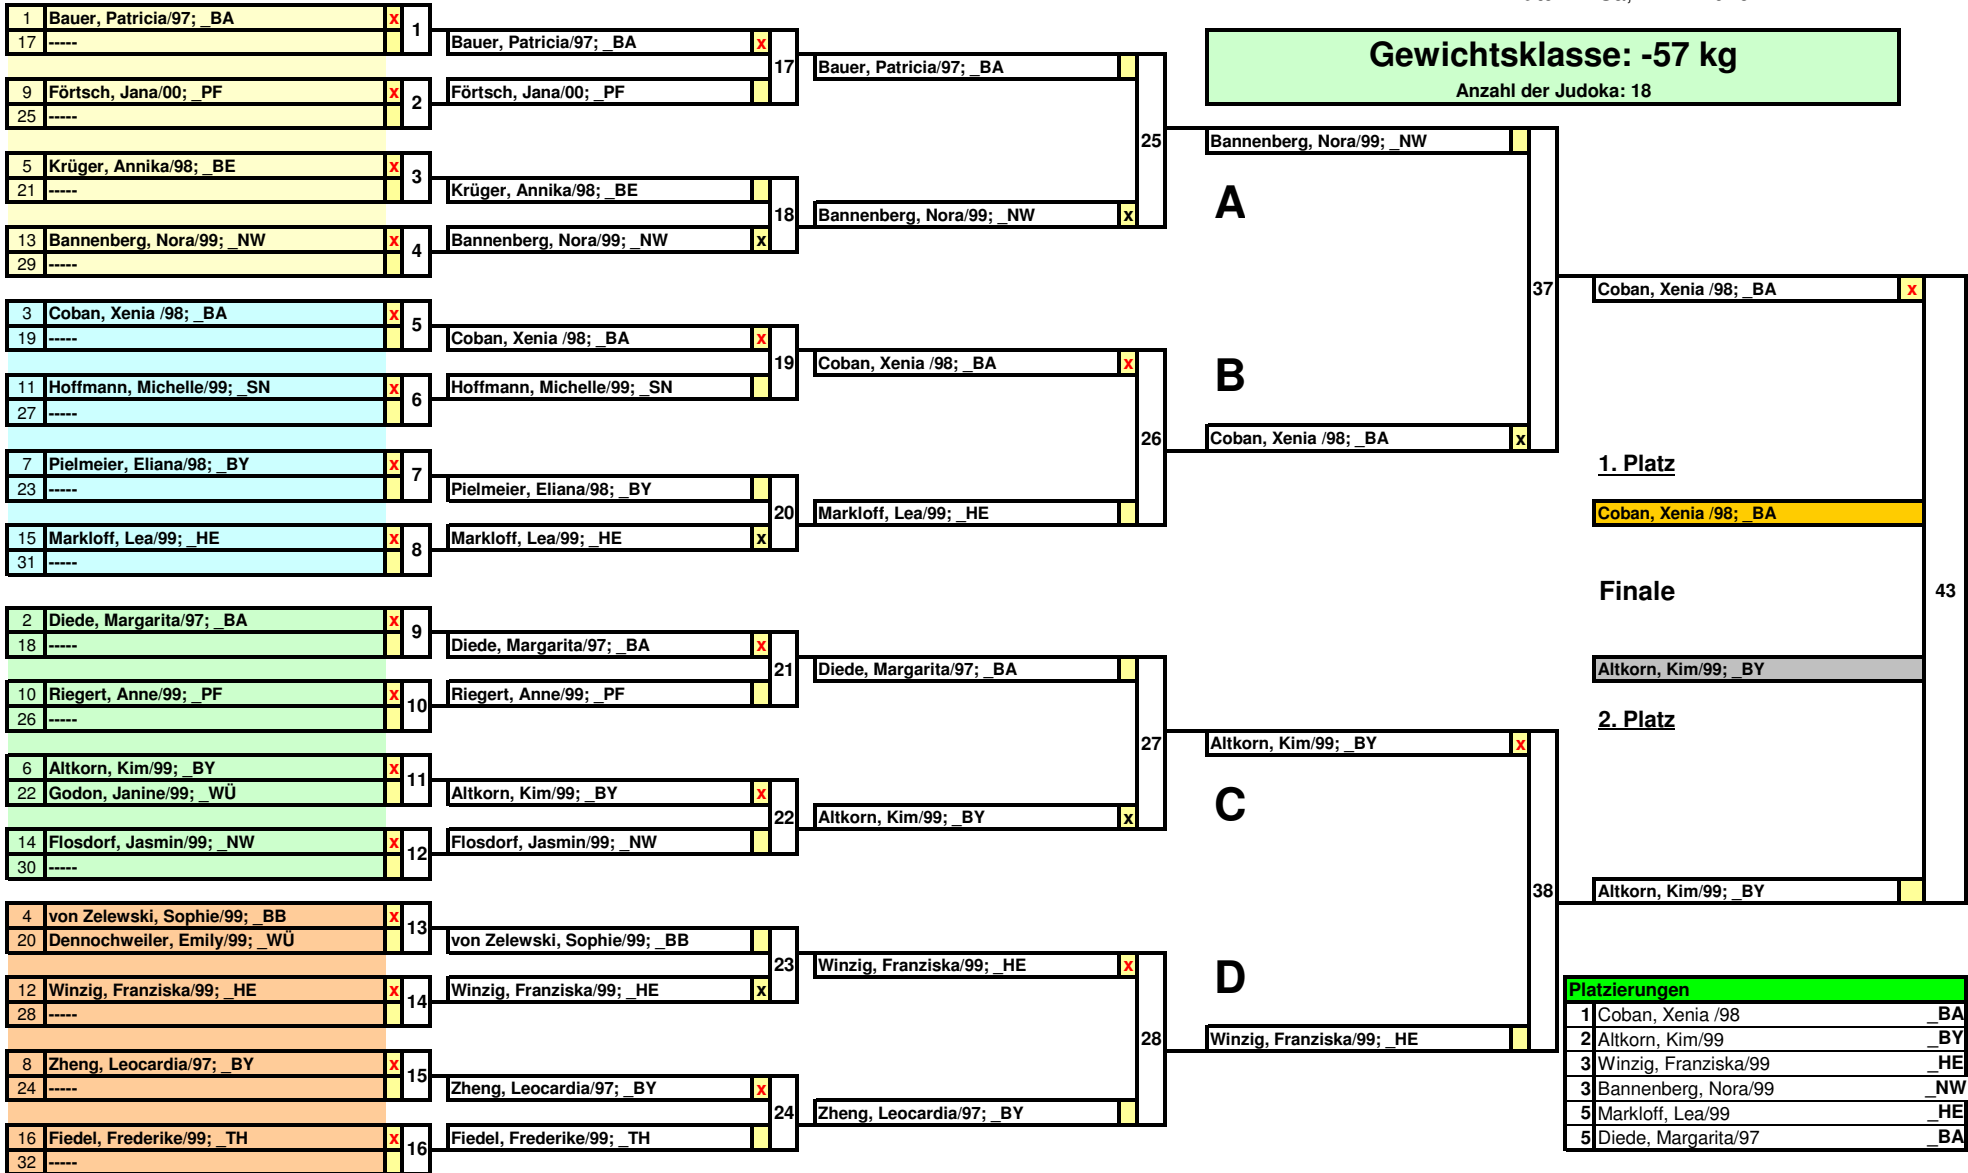 Gewichtsklasse: -57 kg
Anzahl der Judoka: 18
1 Bauer, Patricia/97; _BA x
17 -----
1
9 Förtsch, Jana/00; _PF x
25 -----
2
5 Krüger, Annika/98; _BE x
21 -----
3
13 Bannenberg, Nora/99; _NW x
29 -----
4
3 Coban, Xenia /98; _BA x
19 -----
5
11 Hoffmann, Michelle/99; _SN x
27 -----
6
7 Pielmeier, Eliana/98; _BY x
23 -----
7
15 Markloff, Lea/99; _HE x
31 -----
8
2 Diede, Margarita/97; _BA x
18 -----
9
10 Riegert, Anne/99; _PF x
26 -----
10
6 Altkorn, Kim/99; _BY x
22 Godon, Janine/99; _WÜ
11
14 Flosdorf, Jasmin/99; _NW x
30 -----
12
4 von Zelewski, Sophie/99; _BB x
20 Dennochweiler, Emily/99; _WÜ
13
12 Winzig, Franziska/99; _HE x
28 -----
14
8 Zheng, Leocardia/97; _BY x
24 -----
15
16 Fiedel, Frederike/99; _TH x
32 -----
16
Bauer, Patricia/97; _BA x
17
Förtsch, Jana/00; _PF
Krüger, Annika/98; _BE
18
Bannenberg, Nora/99; _NW x
Coban, Xenia /98; _BA x
19
Hoffmann, Michelle/99; _SN
Pielmeier, Eliana/98; _BY
20
Markloff, Lea/99; _HE x
Diede, Margarita/97; _BA x
21
Riegert, Anne/99; _PF
Altkorn, Kim/99; _BY x
22
Flosdorf, Jasmin/99; _NW
von Zelewski, Sophie/99; _BB
23
Winzig, Franziska/99; _HE x
Zheng, Leocardia/97; _BY x
24
Fiedel, Frederike/99; _TH
Bauer, Patricia/97; _BA
25
Bannenberg, Nora/99; _NW x
Coban, Xenia /98; _BA x
26
Markloff, Lea/99; _HE
Diede, Margarita/97; _BA
27
Altkorn, Kim/99; _BY x
Winzig, Franziska/99; _HE x
28
Zheng, Leocardia/97; _BY
Bannenberg, Nora/99; _NW
A
37
B
Coban, Xenia /98; _BA x
Altkorn, Kim/99; _BY x
C
38
D
Winzig, Franziska/99; _HE
Coban, Xenia /98; _BA x
1. Platz
Coban, Xenia /98; _BA
Finale
43
Altkorn, Kim/99; _BY
2. Platz
Altkorn, Kim/99; _BY
Platzierungen
1 Coban, Xenia /98 _BA
2 Altkorn, Kim/99 _BY
3 Winzig, Franziska/99 _HE
3 Bannenberg, Nora/99 _NW
5 Markloff, Lea/99 _HE
5 Diede, Margarita/97 _BA